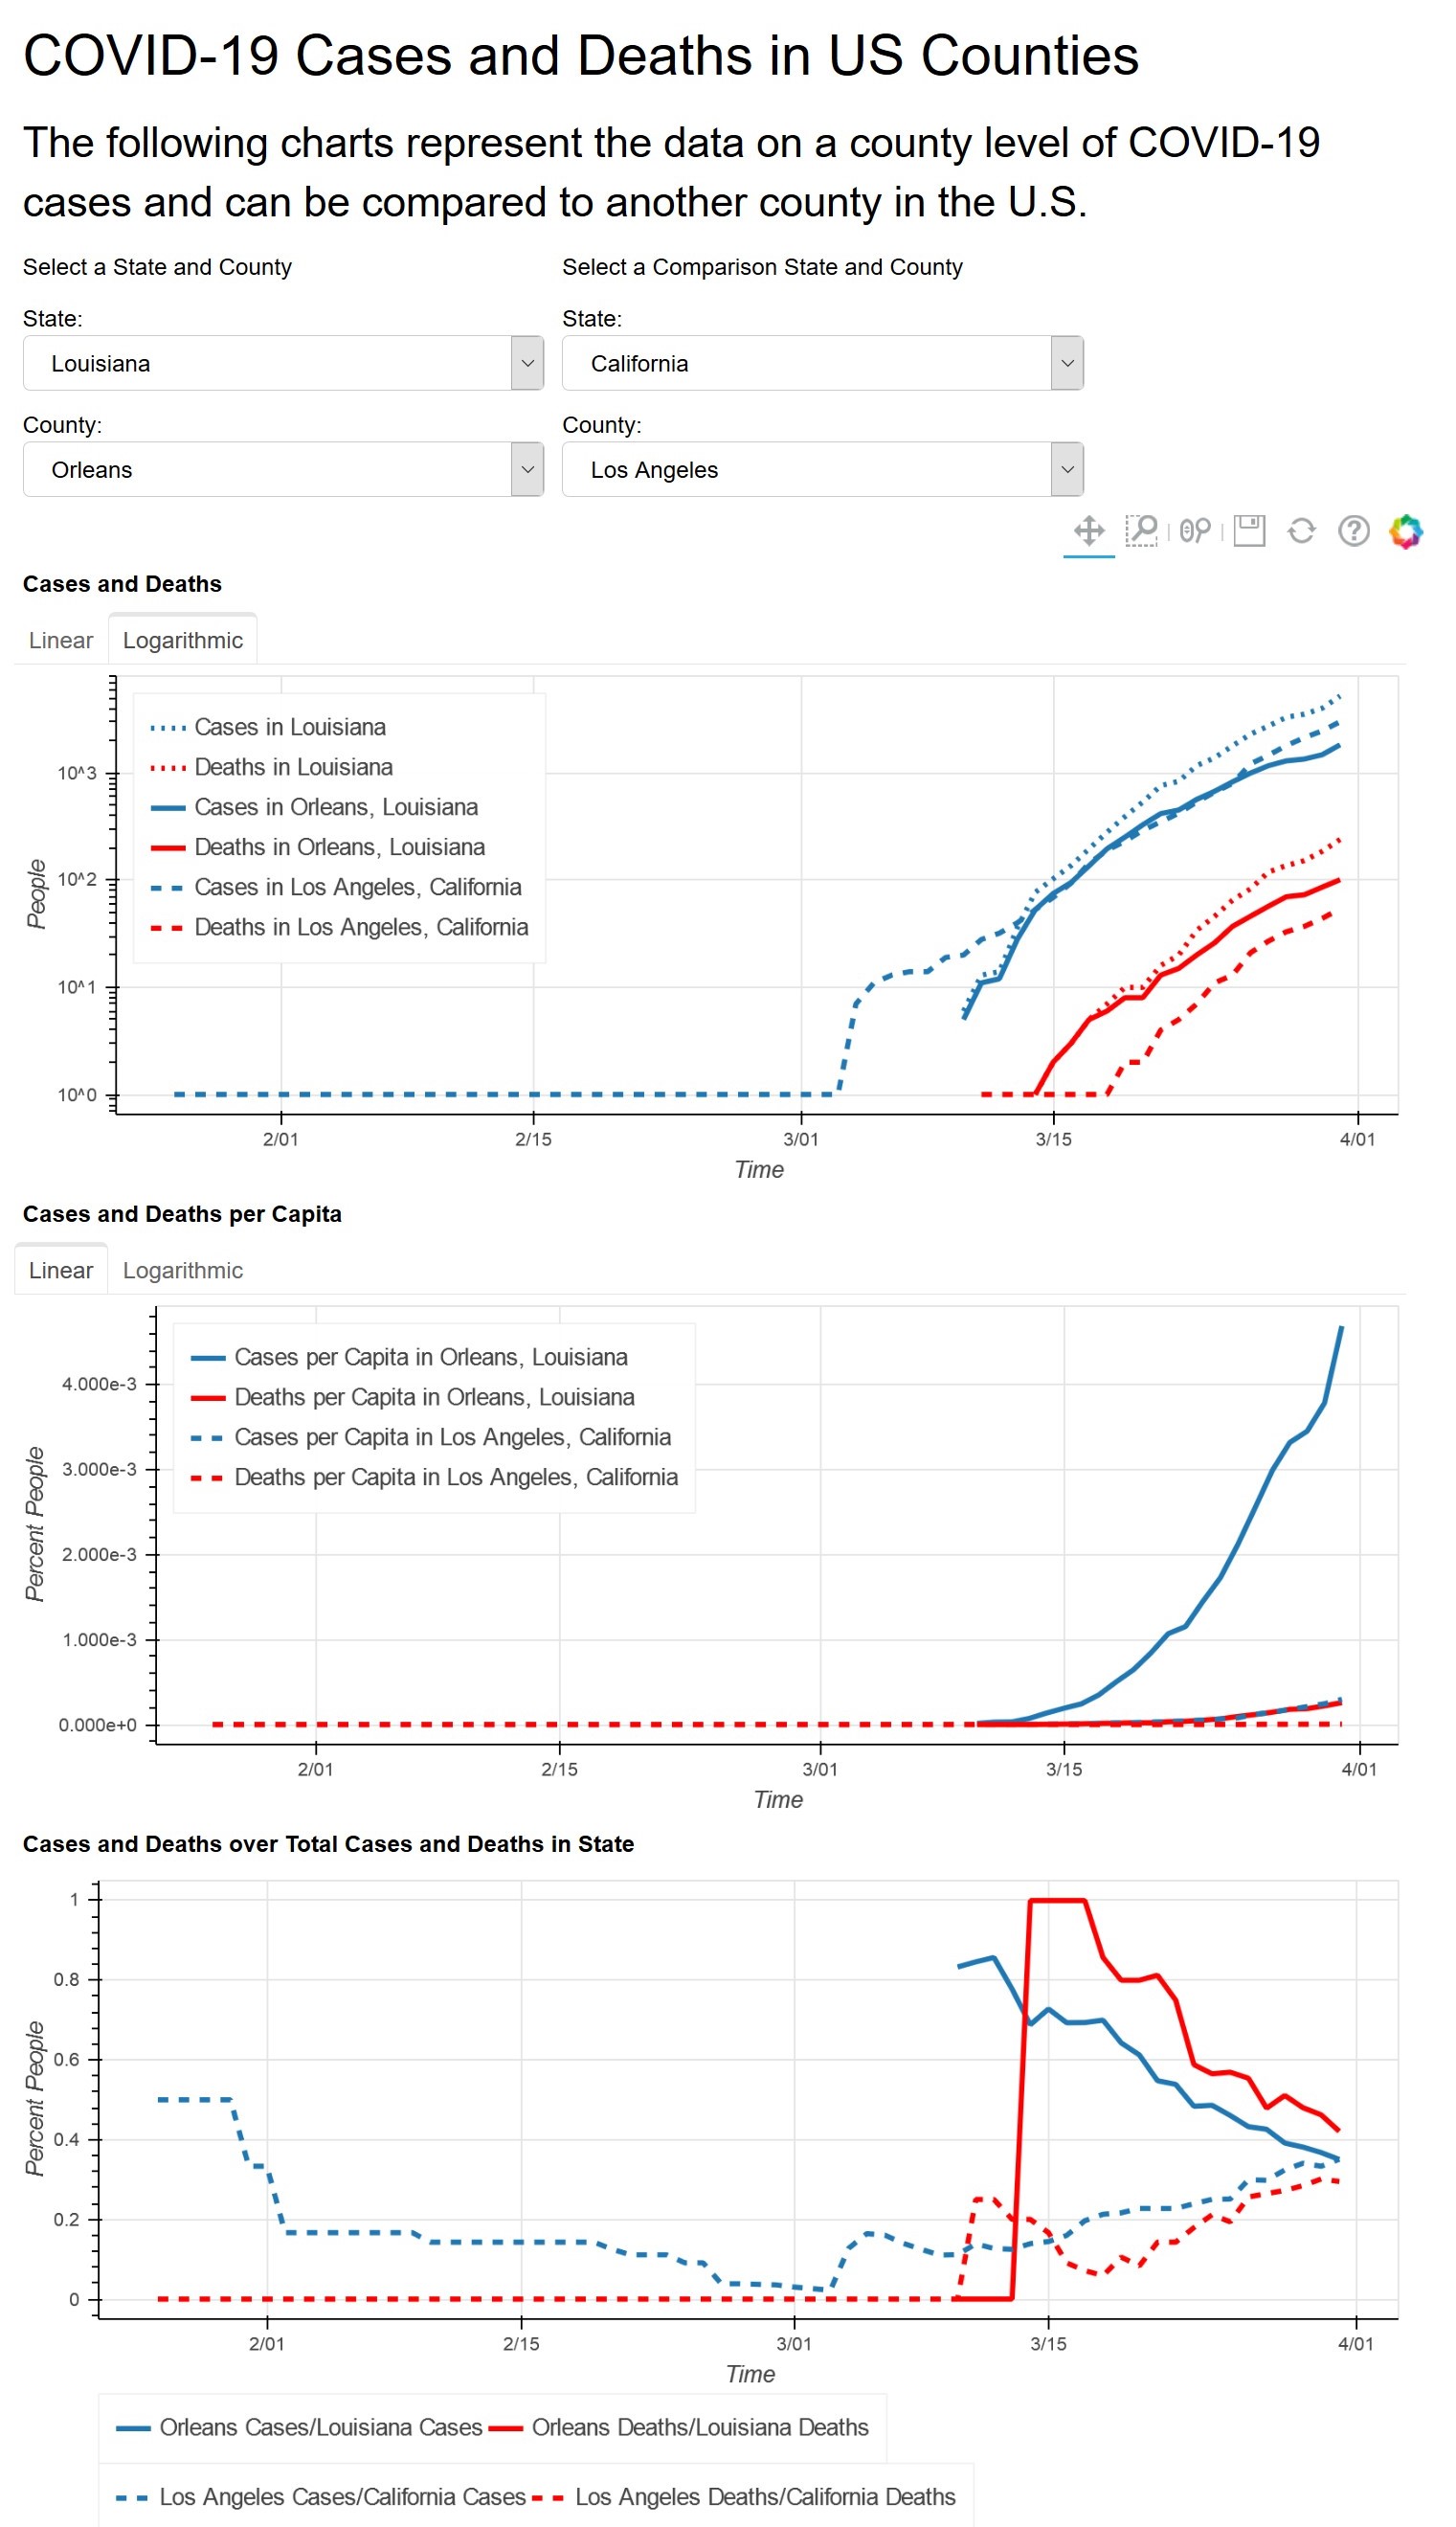 COVID-19 Cases and Deaths in US Counties
The following charts represent the data on a county level of COVID-19
cases and can be compared to another county in the U.S.
Select a State and County
Select a Comparison State and County
State:
State:
Louisiana
California
County:
County:
Orleans
Los Angeles
Cases and Deaths
Linear Logarithmic
Cases in Louisiana
Deaths in Louisiana
Cases in Orleans, Louisiana
Deaths in Orleans, Louisiana
Cases in Los Angeles, California
Deaths in Los Angeles, California
People
10^3
10^2
10^1
10^0
2/01 2/15 3/01 3/15 4/01
Time
Cases and Deaths per Capita
Linear Logarithmic
Cases per Capita in Orleans, Louisiana
Deaths per Capita in Orleans, Louisiana
Cases per Capita in Los Angeles, California
Deaths per Capita in Los Angeles, California
Percent People
4.000e-3
3.000e-3
2.000e-3
1.000e-3
0.000e+0
2/01 2/15 3/01 3/15 4/01
Time
Cases and Deaths over Total Cases and Deaths in State
Percent People
1
0.8
0.6
0.4
0.2
0
2/01 2/15 3/01 3/15 4/01
Time
Orleans Cases/Louisiana Cases Orleans Deaths/Louisiana Deaths
Los Angeles Cases/California Cases Los Angeles Deaths/California Deaths